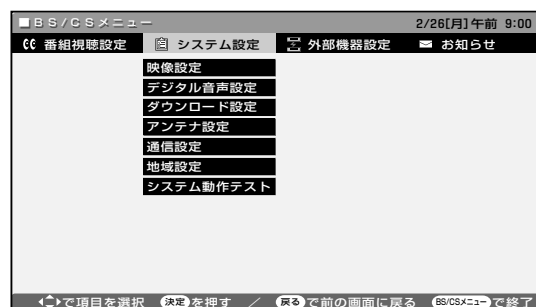 BS/CSメニュー 2/26[月]午前 9:00
番組視聴設定 システム設定 外部機器設定 お知らせ
映像設定
デジタル音声設定
ダウンロード設定
アンテナ設定
通信設定
地域設定
システム動作テスト
で項目を選択 決定を押す / 戻るで前の画面に戻る BS/CSメニューで終了